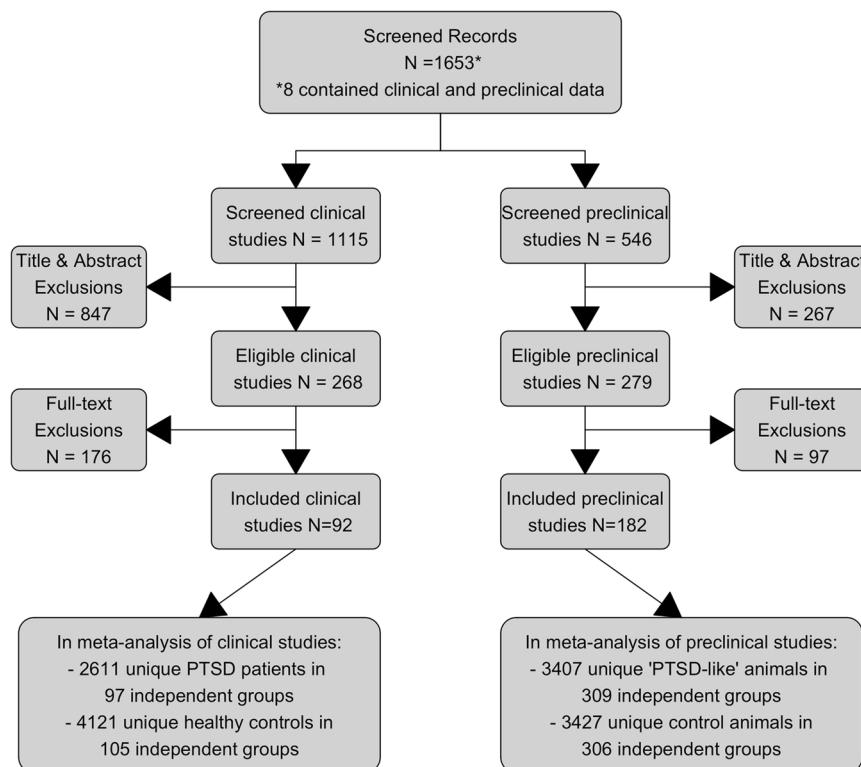 Screened Records
N =1653*
*8 contained clinical and preclinical data
Screened clinical
studies N = 1115
Screened preclinical
studies N = 546
Title & Abstract
Exclusions
N = 847
Title & Abstract
Exclusions
N = 267
Eligible clinical
studies N = 268
Eligible preclinical
studies N = 279
Full-text
Exclusions
N = 176
Full-text
Exclusions
N = 97
Included clinical
studies N=92
Included preclinical
studies N=182
In meta-analysis of clinical studies:
- 2611 unique PTSD patients in
97 independent groups
- 4121 unique healthy controls in
105 independent groups
In meta-analysis of preclinical studies:
- 3407 unique 'PTSD-like' animals in
309 independent groups
- 3427 unique control animals in
306 independent groups